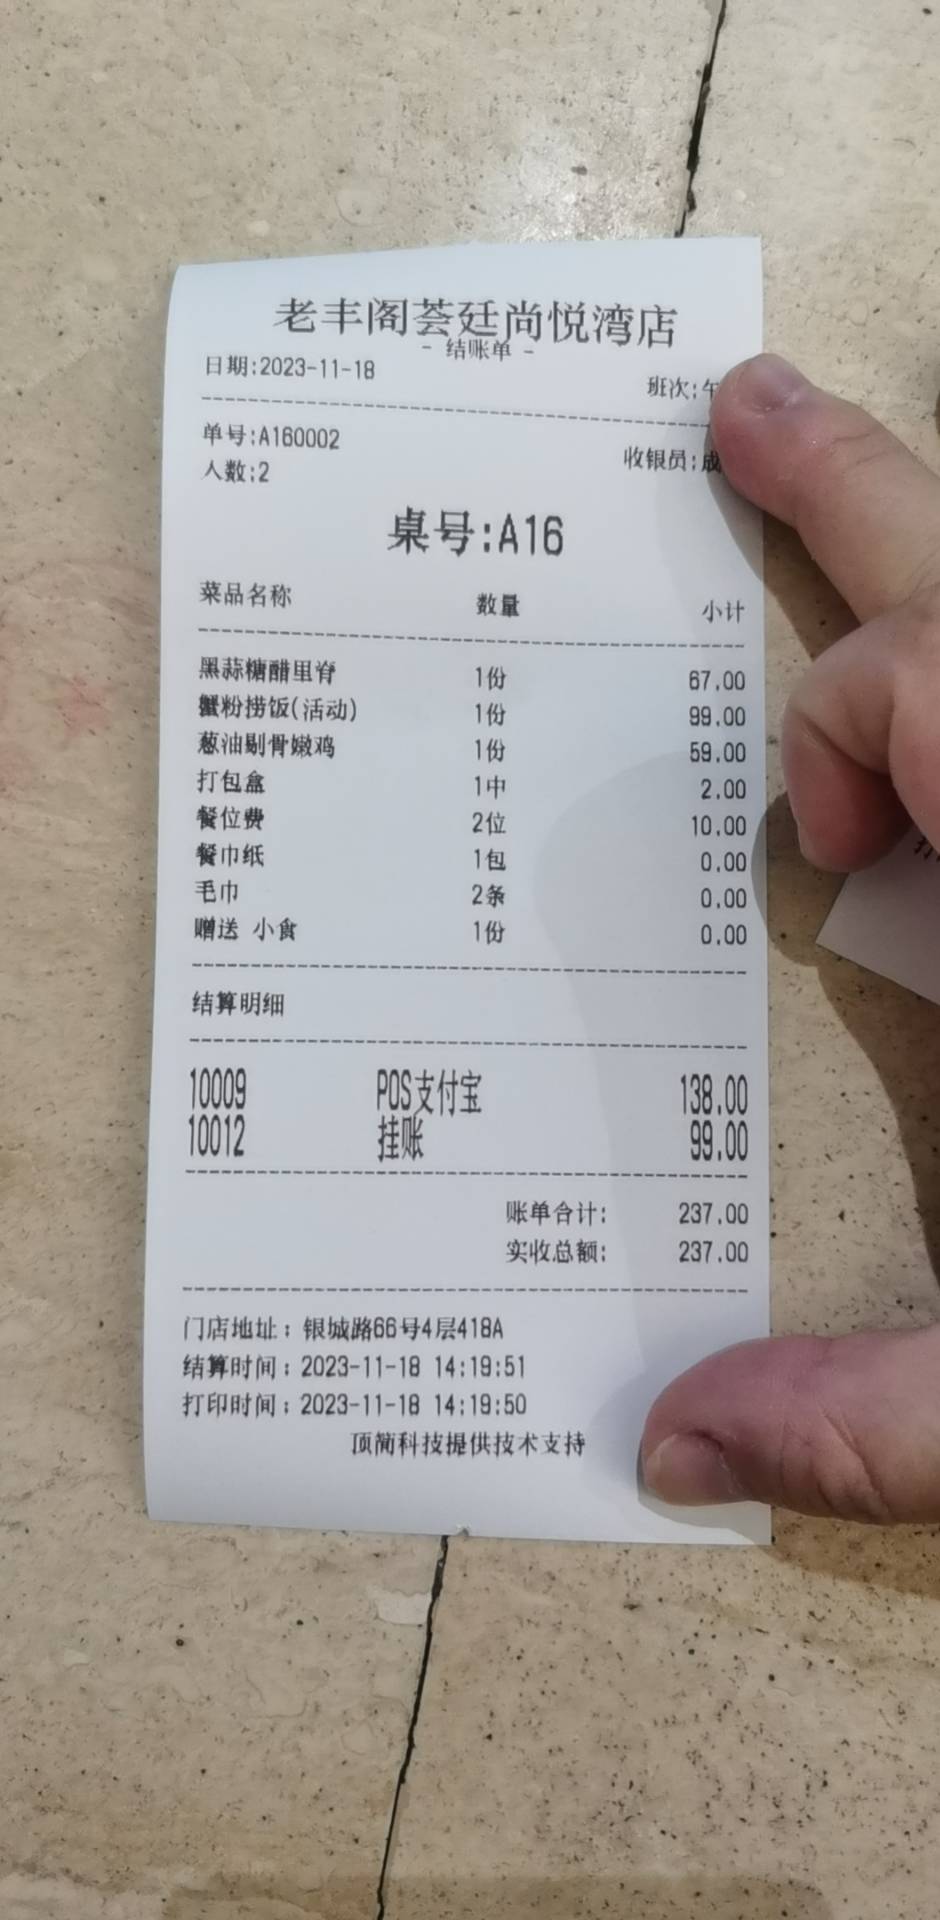 老丰阁荟廷尚悦湾店
- 结账单 -
日期:2023-11-18 班次:午
单号:A160002
人数:2 收银员:成
桌号:A16
菜品名称 数量 小计
黑蒜糖醋里脊 1份 67.00
蟹粉捞饭(活动) 1份 99.00
葱油剔骨嫩鸡 1份 59.00
打包盒 1中 2.00
餐位费 2位 10.00
餐巾纸 1包 0.00
毛巾 2条 0.00
赠送 小食 1份 0.00
结算明细
10009 POS支付宝 138.00
10012 挂账 99.00
账单合计: 237.00
实收总额: 237.00
门店地址：银城路66号4层418A
结算时间：2023-11-18 14:19:51
打印时间：2023-11-18 14:19:50
顶简科技提供技术支持